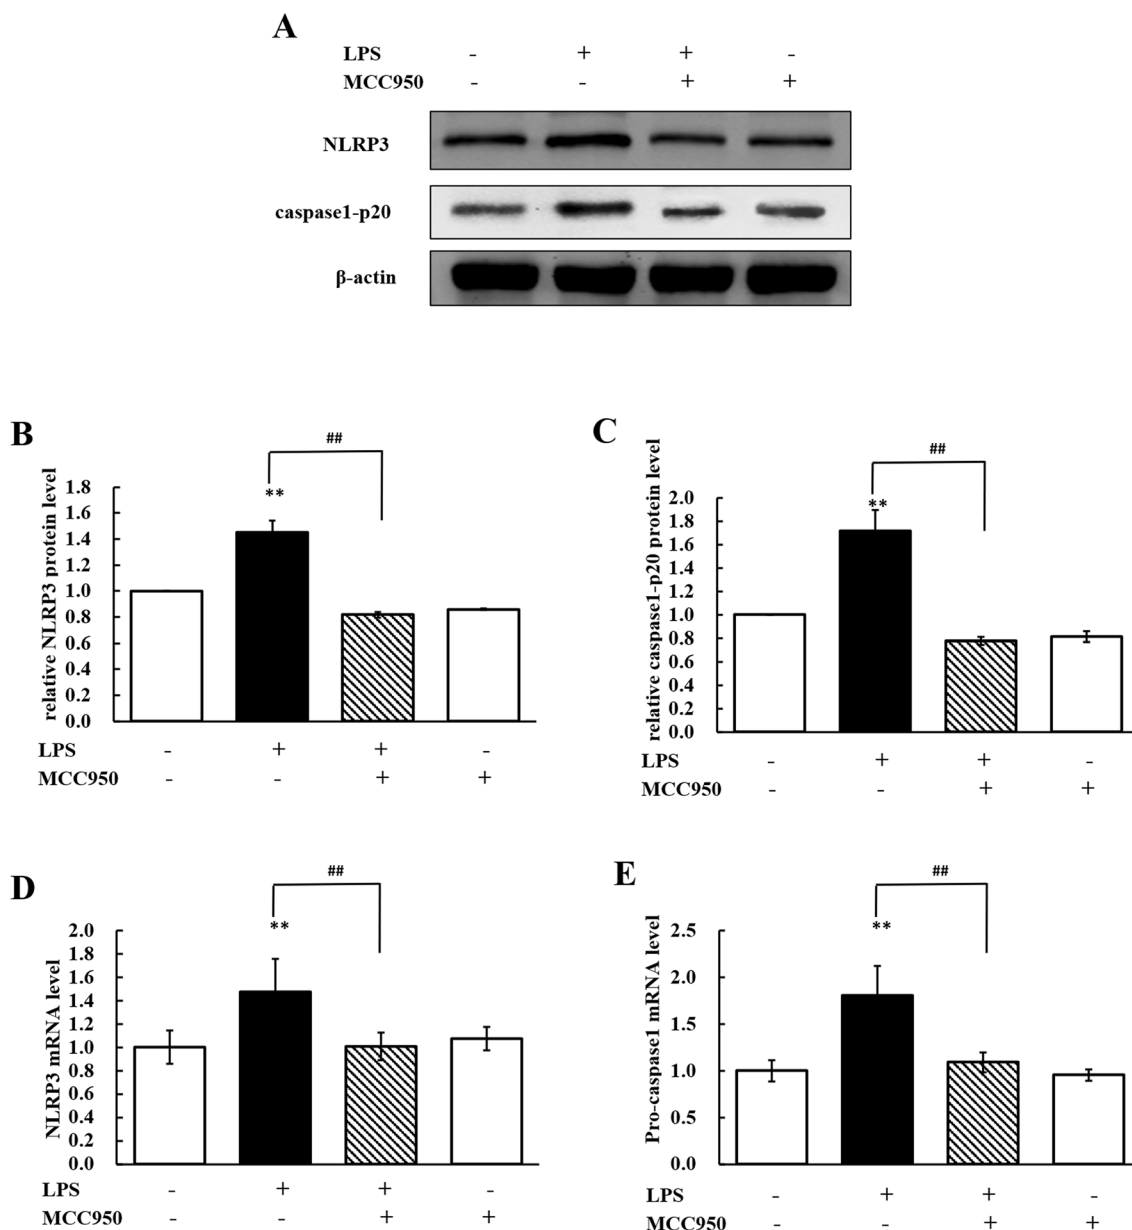 A
LPS - + + -
MCC950 - - + +
NLRP3
caspase1-p20
β-actin
B
##
**
relative NLRP3 protein level
1.8
1.6
1.4
1.2
1.0
0.8
0.6
0.4
0.2
0.0
LPS - + + -
MCC950 - - + +
C
##
**
relative caspase1-p20 protein level
2.0
1.8
1.6
1.4
1.2
1.0
0.8
0.6
0.4
0.2
0.0
LPS - + + -
MCC950 - - + +
D
##
**
NLRP3 mRNA level
2.0
1.8
1.6
1.4
1.2
1.0
0.8
0.6
0.4
0.2
0.0
LPS - + + -
MCC950 - - + +
E
##
**
Pro-caspase1 mRNA level
2.5
2.0
1.5
1.0
0.5
0.0
LPS - + + -
MCC950 - - + +